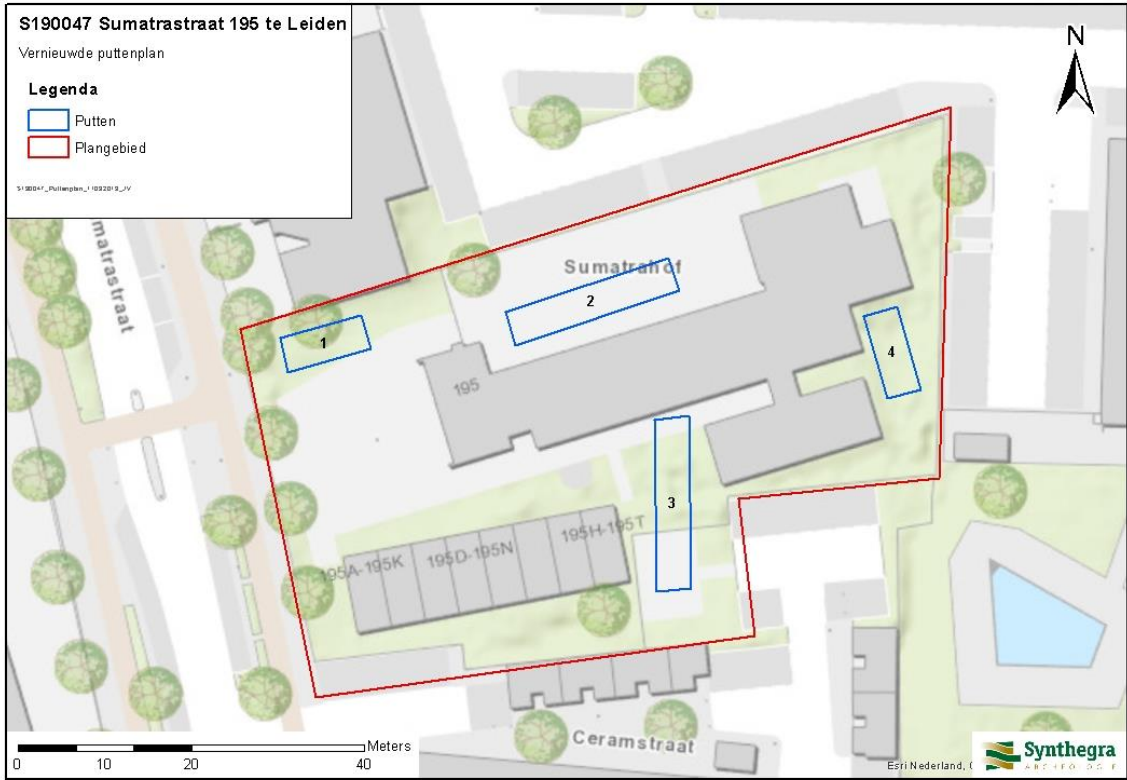 S190047 Sumatrastraat 195 te Leiden
Vernieuwde puttenplan
Legenda
Putten
Plangebied
N
matrastraat
Sumatrahof
1
2
4
195
3
195A-195K
195D-195N
195H-195T
Ceramstraat
Meters
0 10 20 40
Esri Nederland,
Synthegra
ARCHEOLOGIE